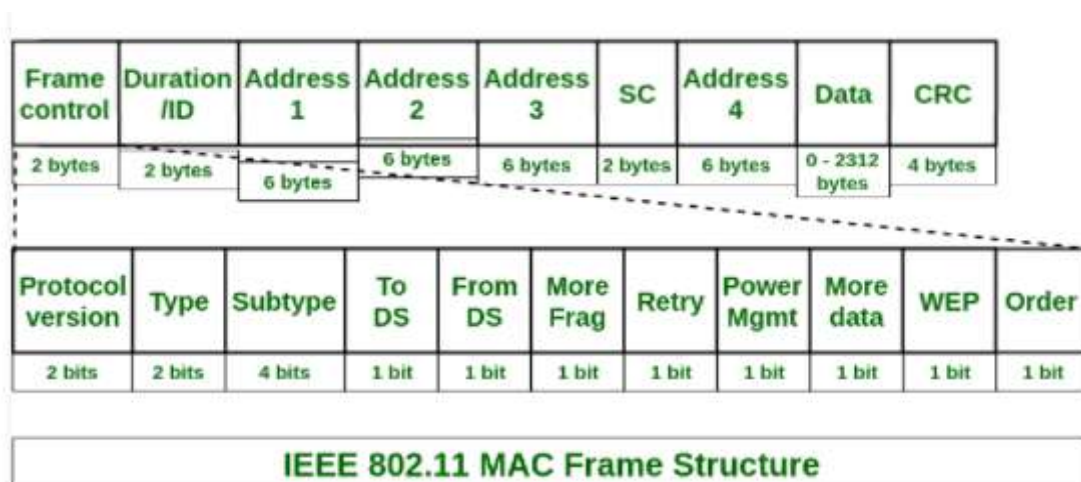 Frame Duration Address Address Address SC Address Data CRC
control /ID 1 2 3 4
2 bytes 2 bytes 6 bytes 6 bytes 6 bytes 2 bytes 6 bytes 0 - 2312 bytes 4 bytes
Protocol version Type Subtype To DS From DS More Frag Retry Power Mgmt More data WEP Order
2 bits 2 bits 4 bits 1 bit 1 bit 1 bit 1 bit 1 bit 1 bit 1 bit 1 bit
IEEE 802.11 MAC Frame Structure